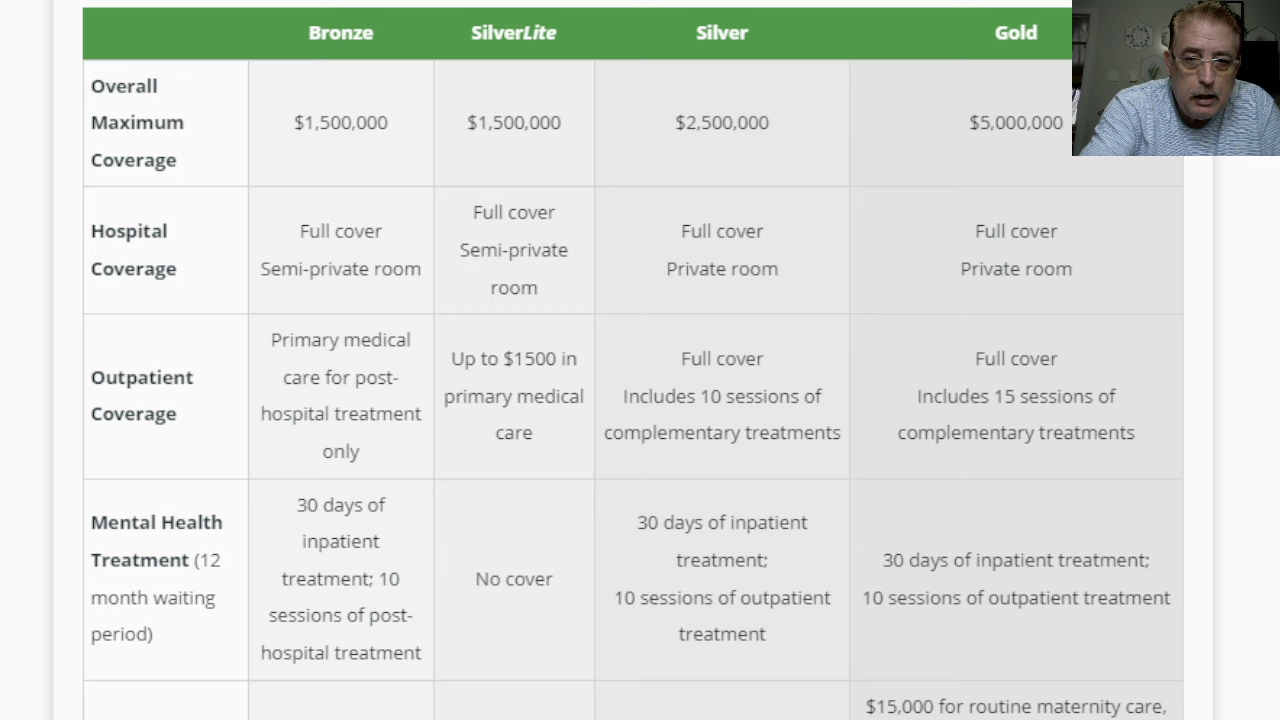 Bronze SilverLite Silver Gold
Overall
Maximum
Coverage
$1,500,000
$1,500,000
$2,500,000
$5,000,000
Hospital
Coverage
Full cover
Semi-private room
Full cover
Semi-private
room
Full cover
Private room
Full cover
Private room
Outpatient
Coverage
Primary medical
care for post-
hospital treatment
only
Up to $1500 in
primary medical
care
Full cover
Includes 10 sessions of
complementary treatments
Full cover
Includes 15 sessions of
complementary treatments
Mental Health
Treatment (12
month waiting
period)
30 days of
inpatient
treatment; 10
sessions of post-
hospital treatment
No cover
30 days of inpatient
treatment;
10 sessions of outpatient
treatment
30 days of inpatient treatment;
10 sessions of outpatient treatment
$15,000 for routine maternity care,